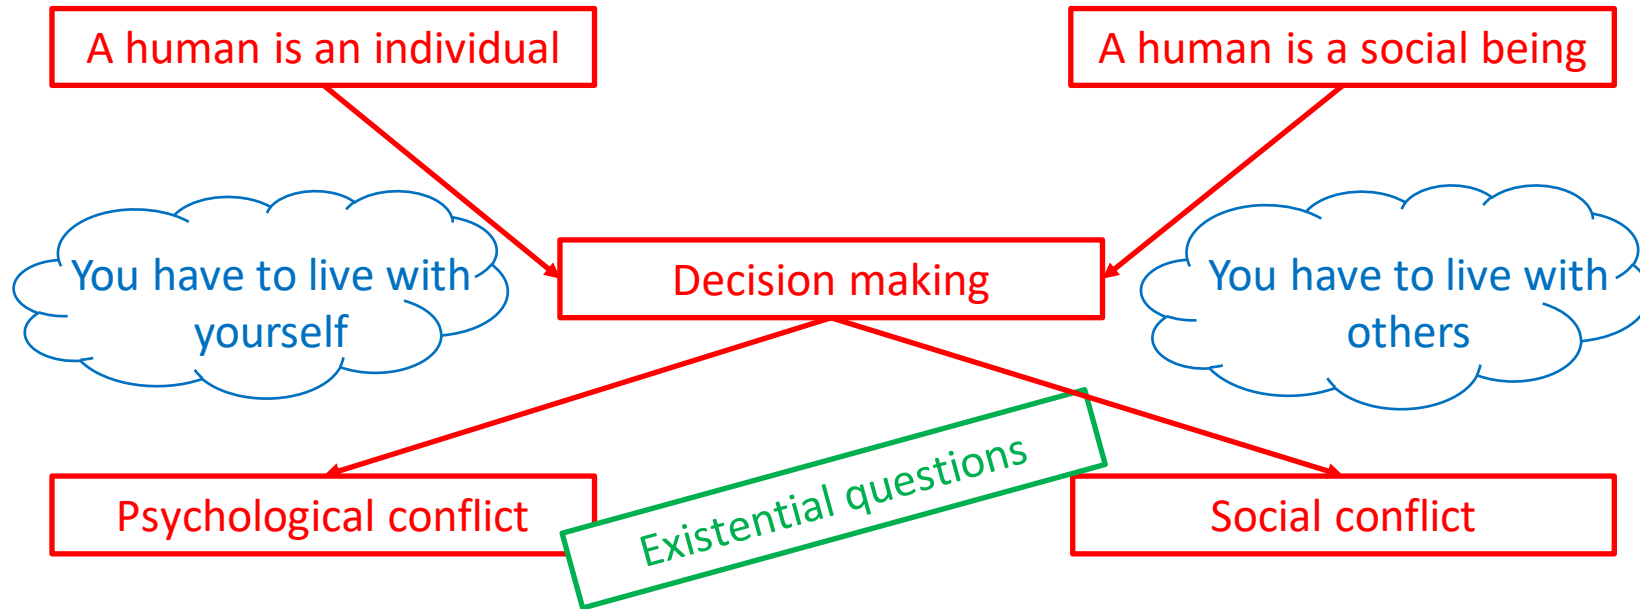 A human is an individual
A human is a social being
You have to live with
yourself
Decision making
You have to live with
others
Psychological conflict
Existential questions
Social conflict